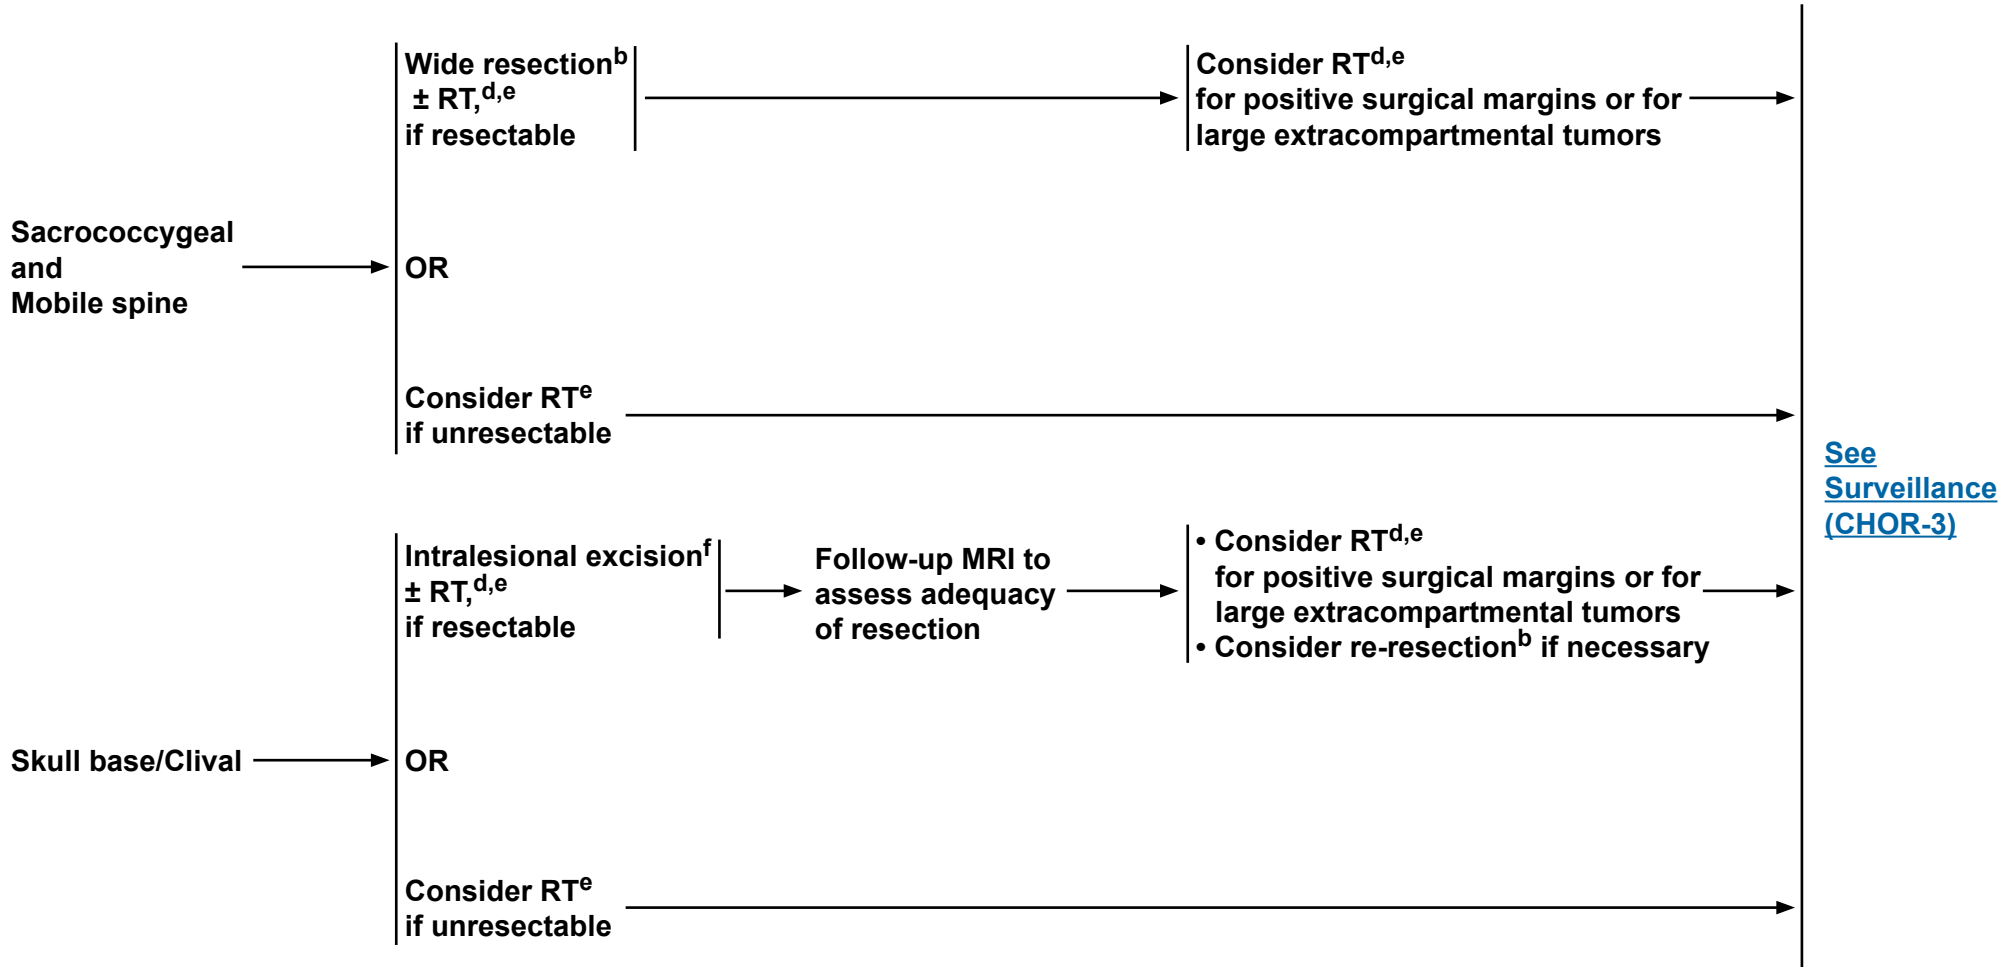 Wide resectionb
± RT,d,e
if resectable
Consider RTd,e
for positive surgical margins or for
large extracompartmental tumors
Sacrococcygeal
and
Mobile spine
OR
Consider RTe
if unresectable
See
Surveillance
(CHOR-3)
Intralesional excisionf
± RT,d,e
if resectable
Follow-up MRI to
assess adequacy
of resection
• Consider RTd,e
for positive surgical margins or for
large extracompartmental tumors
• Consider re-resectionb if necessary
Skull base/Clival
OR
Consider RTe
if unresectable